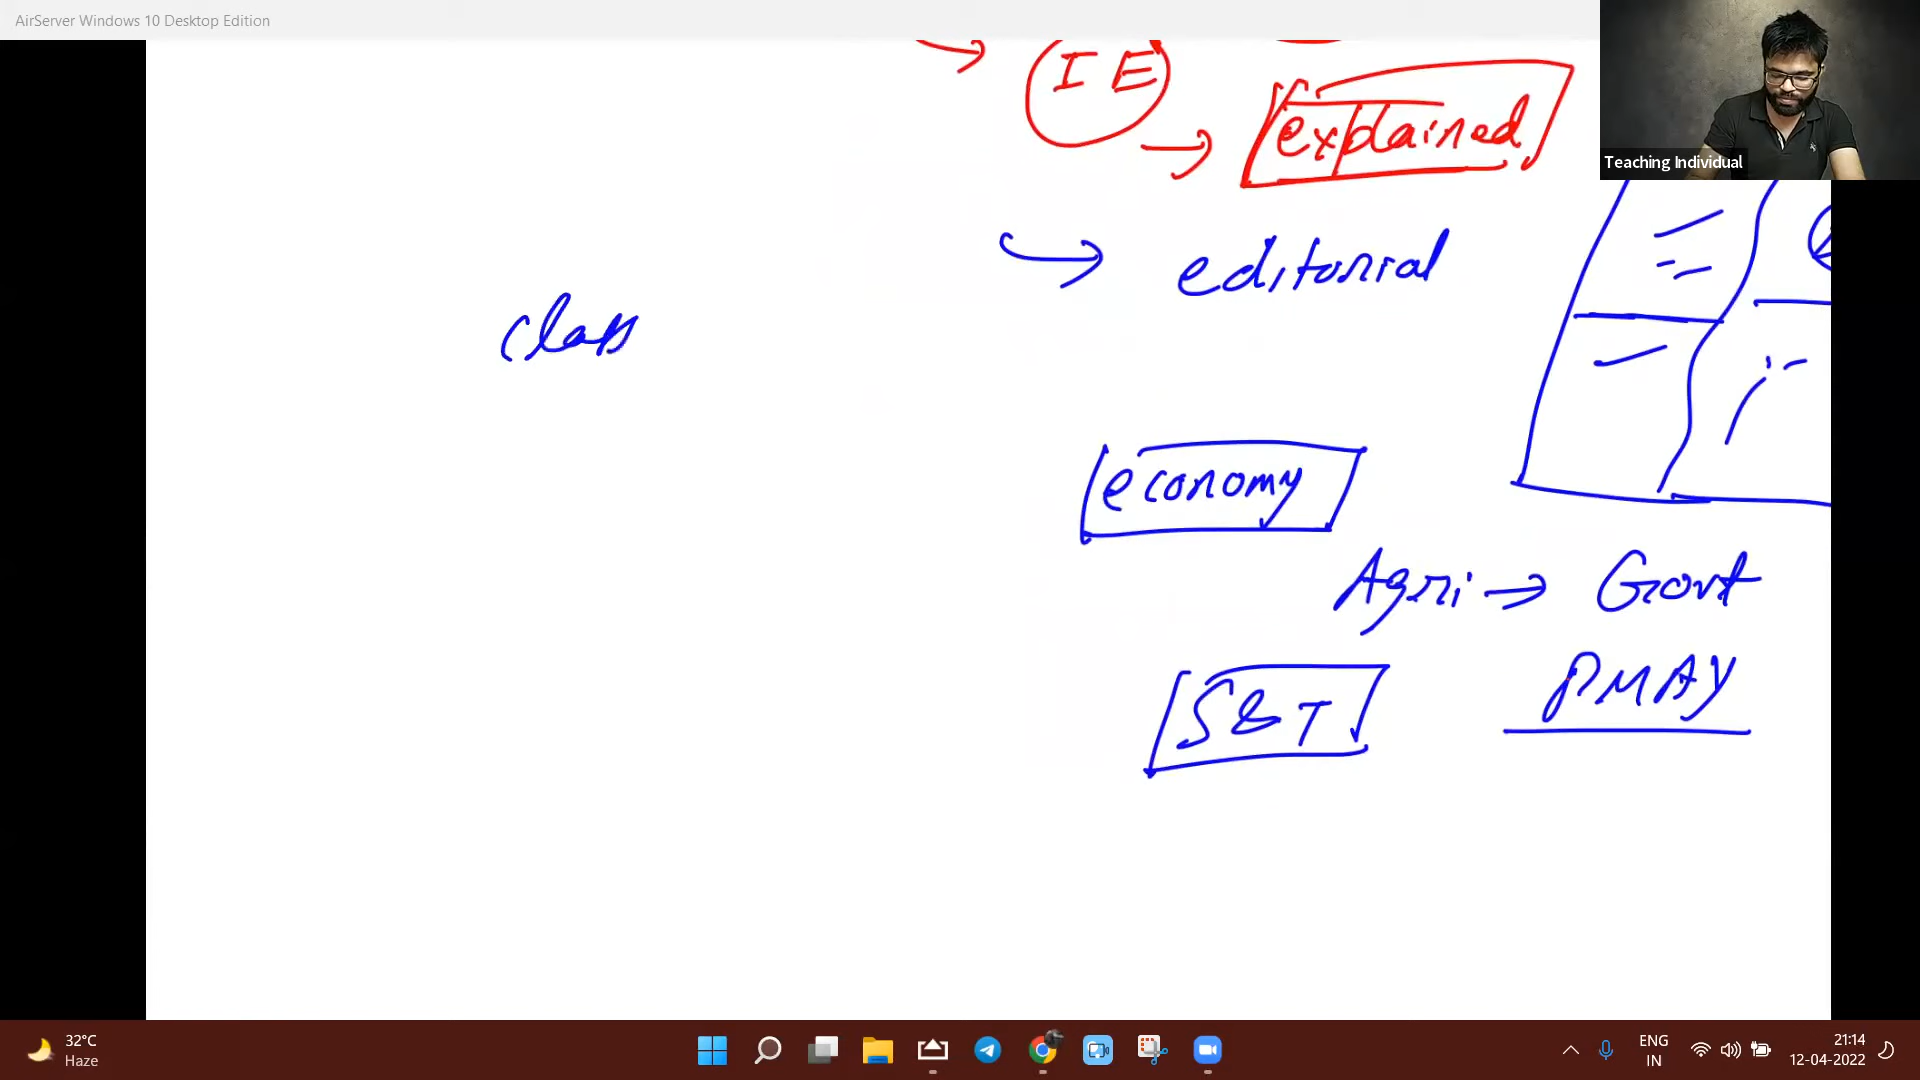 AirServer Windows 10 Desktop Edition
I E
explained
Teaching Individual
editorial
class
economy
Agri → Govt
S&T
PMAY
32°C
Haze
ENG
IN
21:14
12-04-2022